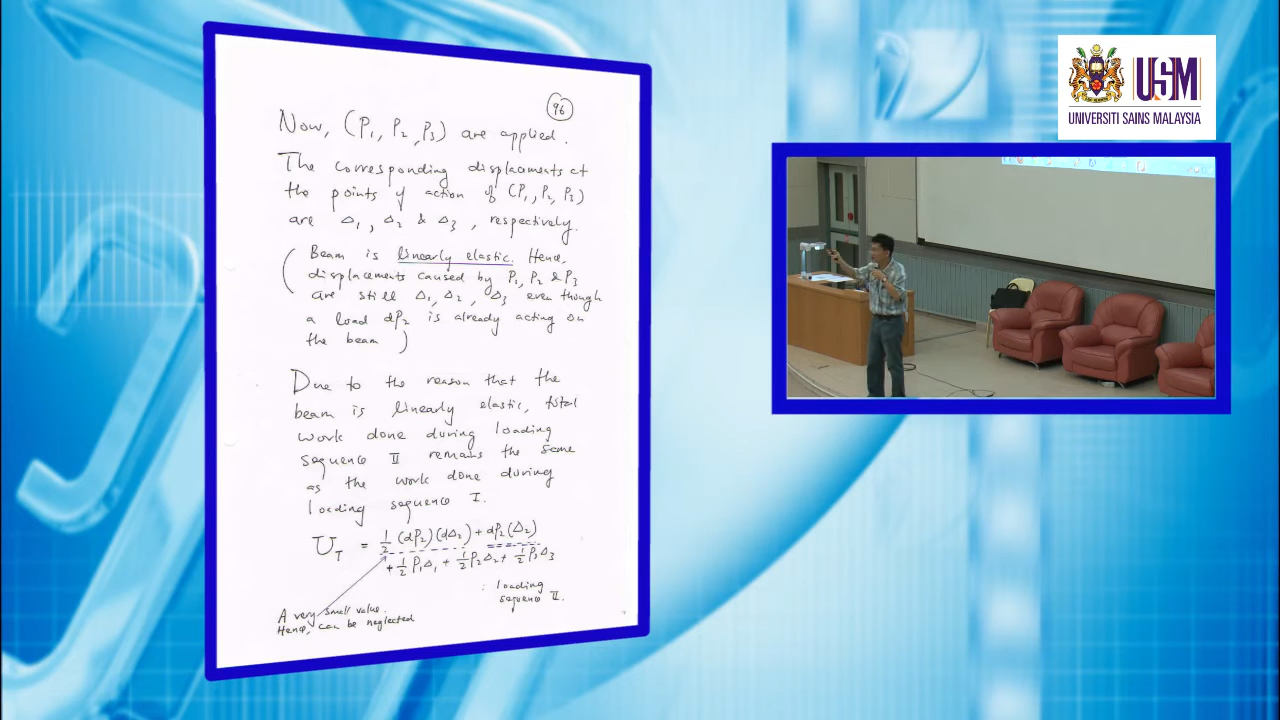 96
Now, (P₁, P₂, P₃) are applied.
The corresponding displacements at
the points of action of (P₁, P₂, P₃)
are Δ₁, Δ₂ & Δ₃, respectively.
(Beam is linearly elastic. Hence,
displacements caused by P₁, P₂ & P₃
are still Δ₁, Δ₂, Δ₃ even though
a load dP₂ is already acting on
the beam)
Due to the reason that the
beam is linearly elastic, total
work done during loading
sequence II remains the same
as the work done during
loading sequence I.
U_T = ½ (dP₂)(dΔ₂) + dP₂(Δ₂)
+ ½ P₁Δ₁ + ½ P₂Δ₂ + ½ P₃Δ₃
: loading
sequence II.
A very small value.
Hence, can be neglected
USM
UNIVERSITI SAINS MALAYSIA